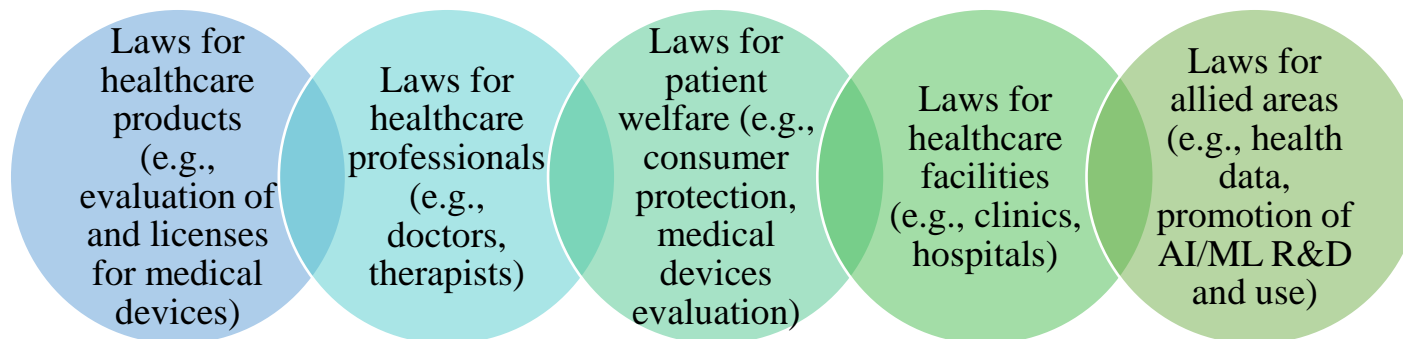 Laws for
healthcare
products
(e.g.,
evaluation of
and licenses
for medical
devices)
Laws for
healthcare
professionals
(e.g.,
doctors,
therapists)
Laws for
patient
welfare (e.g.,
consumer
protection,
medical
devices
evaluation)
Laws for
healthcare
facilities
(e.g., clinics,
hospitals)
Laws for
allied areas
(e.g., health
data,
promotion of
AI/ML R&D
and use)